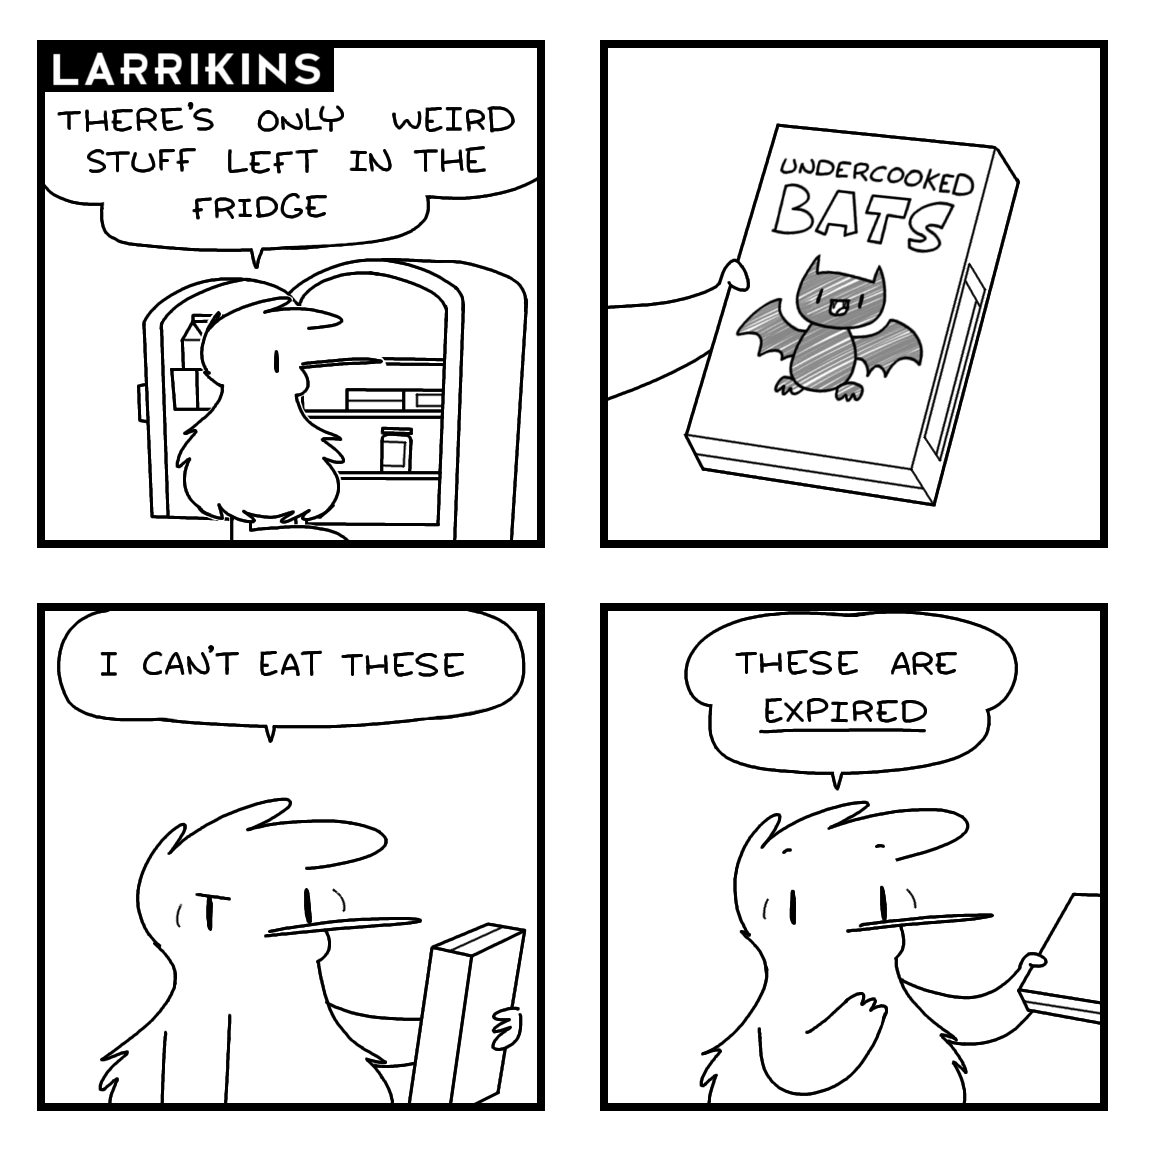 LARRIKINS
THERE'S ONLY WEIRD
STUFF LEFT IN THE
FRIDGE
UNDERCOOKED
BATS
I CAN'T EAT THESE
THESE ARE
EXPIRED